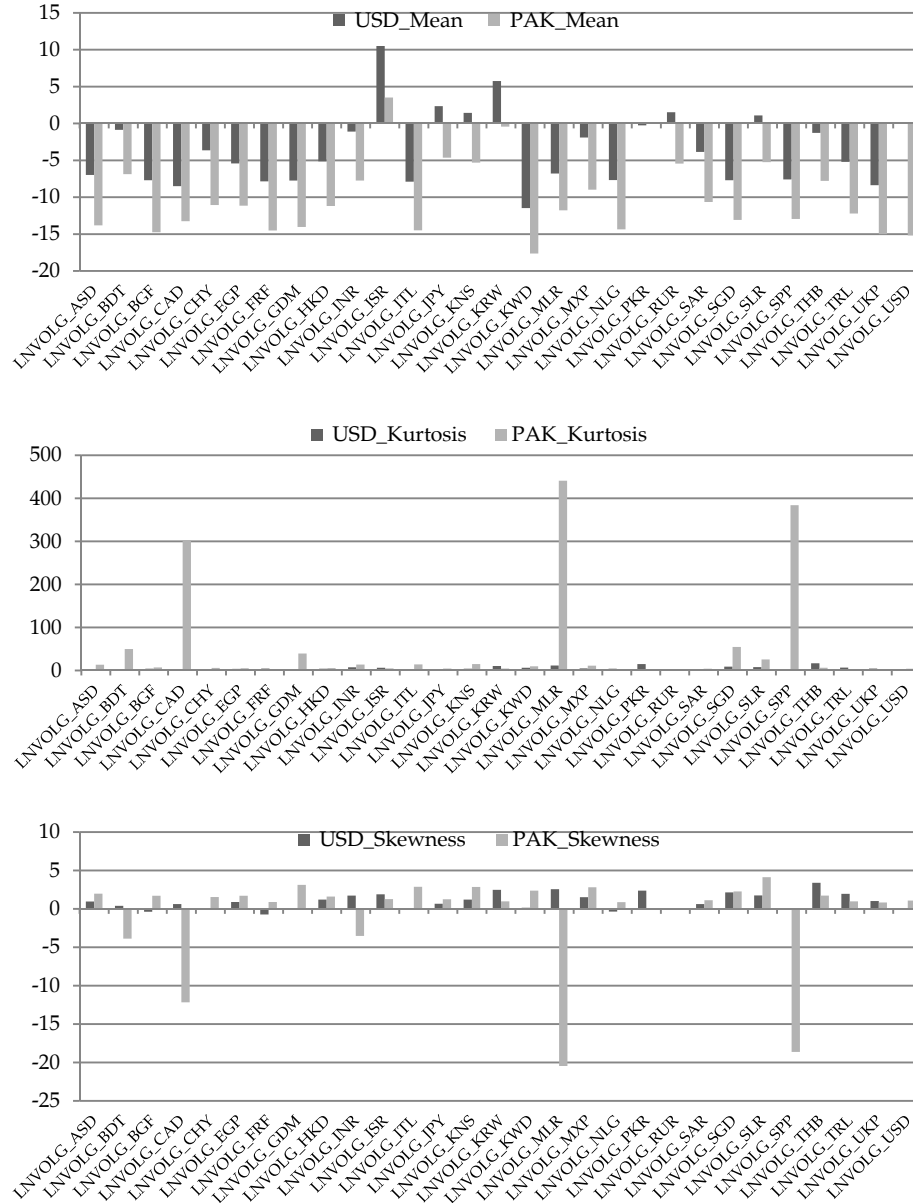 15
USD_Mean PAK_Mean
10
5
0
-5
-10
-15
-20
LNVOLG_ASD
LNVOLG_BDT
LNVOLG_BGF
LNVOLG_CAD
LNVOLG_CHY
LNVOLG_EGP
LNVOLG_FRF
LNVOLG_GDM
LNVOLG_HKD
LNVOLG_INR
LNVOLG_ISR
LNVOLG_ITL
LNVOLG_JPY
LNVOLG_KNS
LNVOLG_KRW
LNVOLG_KWD
LNVOLG_MLR
LNVOLG_MXP
LNVOLG_NLG
LNVOLG_PKR
LNVOLG_RUR
LNVOLG_SAR
LNVOLG_SGD
LNVOLG_SLR
LNVOLG_SPP
LNVOLG_THB
LNVOLG_TRL
LNVOLG_UKP
LNVOLG_USD
USD_Kurtosis PAK_Kurtosis
500
400
300
200
100
0
LNVOLG_ASD
LNVOLG_BDT
LNVOLG_BGF
LNVOLG_CAD
LNVOLG_CHY
LNVOLG_EGP
LNVOLG_FRF
LNVOLG_GDM
LNVOLG_HKD
LNVOLG_INR
LNVOLG_ISR
LNVOLG_ITL
LNVOLG_JPY
LNVOLG_KNS
LNVOLG_KRW
LNVOLG_KWD
LNVOLG_MLR
LNVOLG_MXP
LNVOLG_NLG
LNVOLG_PKR
LNVOLG_RUR
LNVOLG_SAR
LNVOLG_SGD
LNVOLG_SLR
LNVOLG_SPP
LNVOLG_THB
LNVOLG_TRL
LNVOLG_UKP
LNVOLG_USD
10
USD_Skewness PAK_Skewness
5
0
-5
-10
-15
-20
-25
LNVOLG_ASD
LNVOLG_BDT
LNVOLG_BGF
LNVOLG_CAD
LNVOLG_CHY
LNVOLG_EGP
LNVOLG_FRF
LNVOLG_GDM
LNVOLG_HKD
LNVOLG_INR
LNVOLG_ISR
LNVOLG_ITL
LNVOLG_JPY
LNVOLG_KNS
LNVOLG_KRW
LNVOLG_KWD
LNVOLG_MLR
LNVOLG_MXP
LNVOLG_NLG
LNVOLG_PKR
LNVOLG_RUR
LNVOLG_SAR
LNVOLG_SGD
LNVOLG_SLR
LNVOLG_SPP
LNVOLG_THB
LNVOLG_TRL
LNVOLG_UKP
LNVOLG_USD